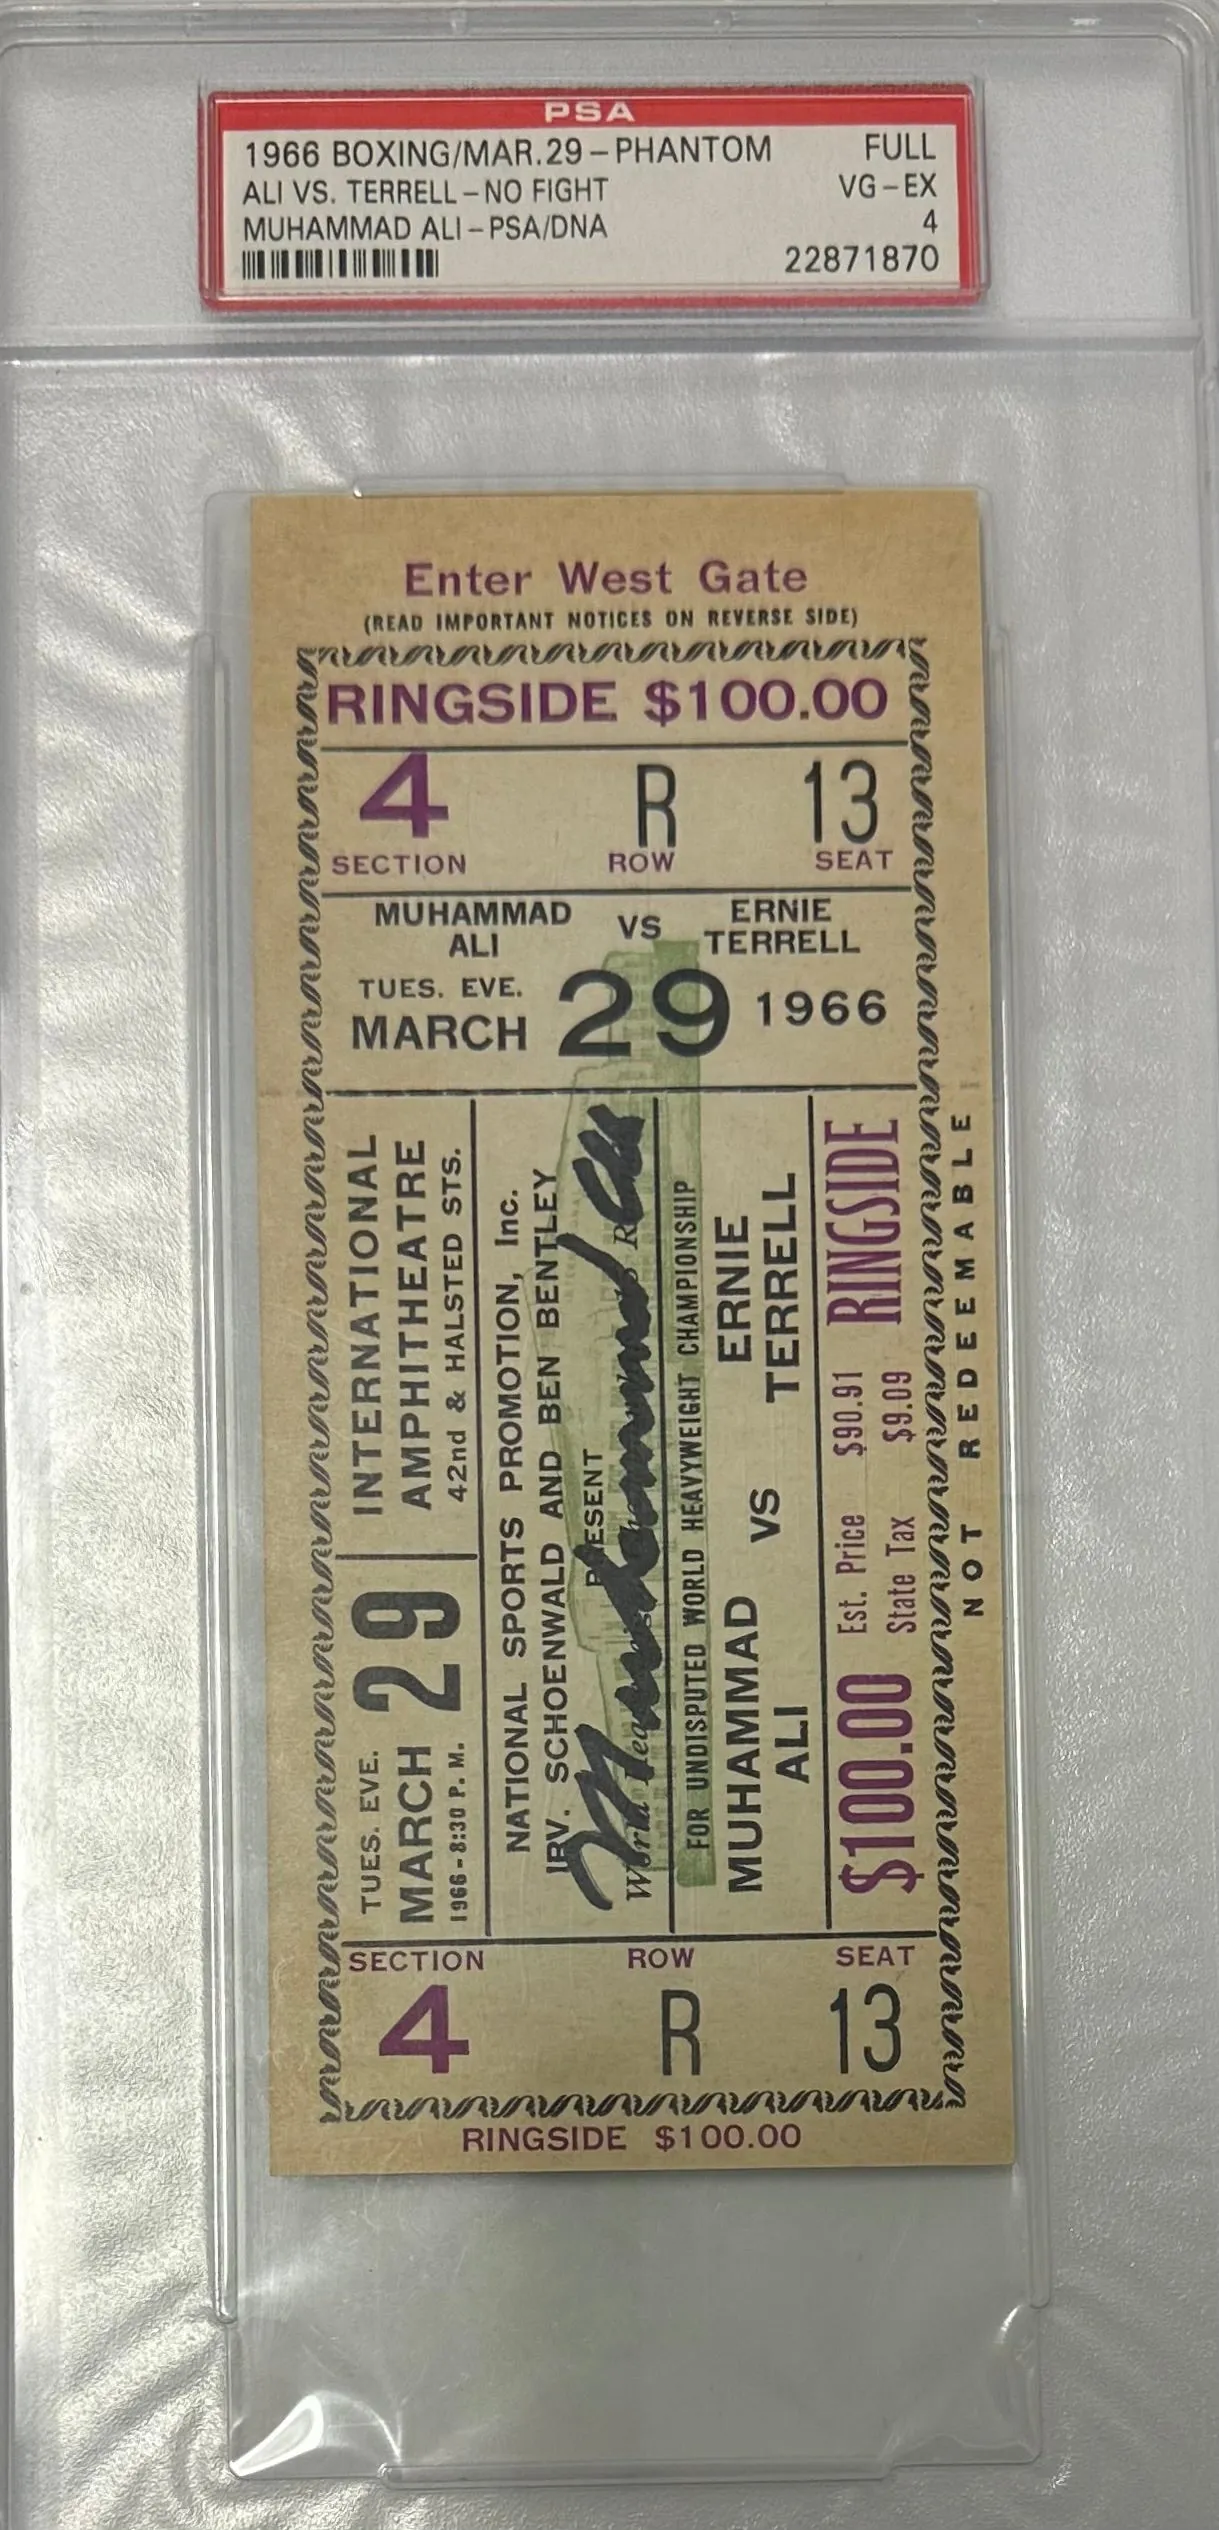 PSA
1966 BOXING/MAR.29-PHANTOM FULL
ALI VS. TERRELL-NO FIGHT VG-EX
MUHAMMAD ALI-PSA/DNA 4
22871870
Enter West Gate
(READ IMPORTANT NOTICES ON REVERSE SIDE)
RINGSIDE $100.00
4 R 13
SECTION ROW SEAT
MUHAMMAD ALI VS ERNIE TERRELL
TUES. EVE.
MARCH 29 1966
INTERNATIONAL
AMPHITHEATRE
42nd & HALSTED STS.
TUES. EVE.
MARCH 29
1966-8:30 P. M.
NATIONAL SPORTS PROMOTION, Inc.
IRV. SCHOENWALD AND BEN BENTLEY
PRESENT
Muhammad Ali
World
FOR UNDISPUTED WORLD HEAVYWEIGHT CHAMPIONSHIP
MUHAMMAD ALI VS ERNIE TERRELL
$100.00 Est. Price $90.91 RINGSIDE
State Tax $9.09
NOT REDEEMABLE
SECTION ROW SEAT
4 R 13
RINGSIDE $100.00